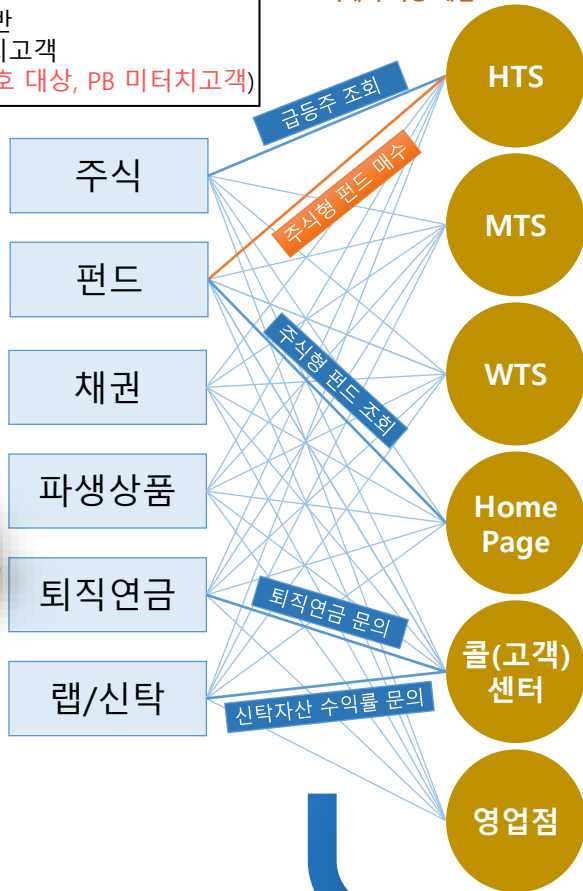 반
치고객
호 대상, PB 미터치고객)
주식
펀드
채권
파생상품
퇴직연금
랩/신탁
급등주 조회
주식형 펀드 매수
주식형 펀드 조회
퇴직연금 문의
신탁자산 수익률 문의
HTS
MTS
WTS
Home
Page
콜(고객)
센터
영업점